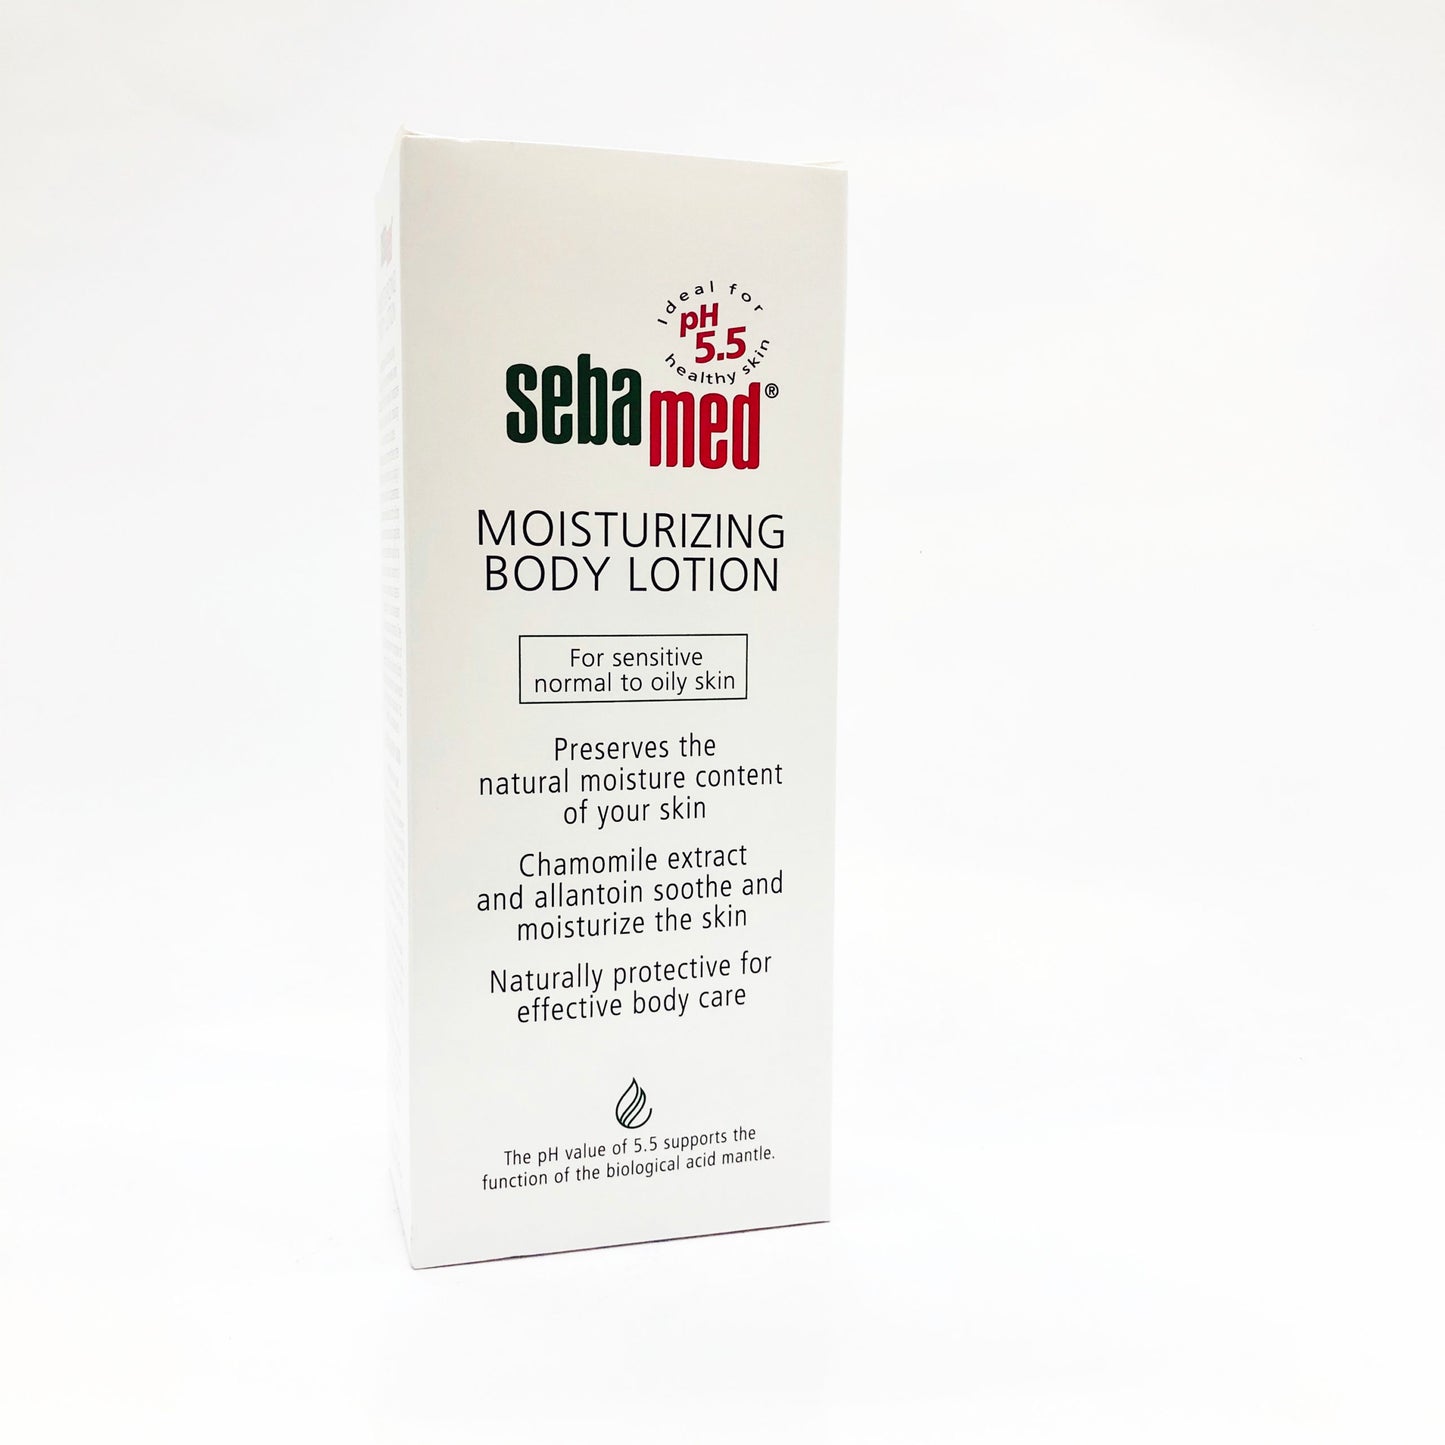 Ideal for
pH
5.5
healthy skin
sebamed®
MOISTURIZING
BODY LOTION
For sensitive
normal to oily skin
Preserves the
natural moisture content
of your skin
Chamomile extract
and allantoin soothe and
moisturize the skin
Naturally protective for
effective body care
The pH value of 5.5 supports the
function of the biological acid mantle.